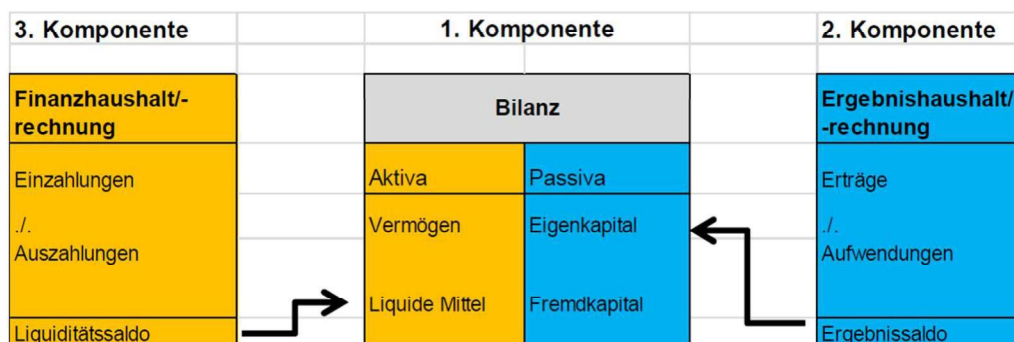 3. Komponente
1. Komponente
2. Komponente
Finanzhaushalt/-
rechnung
Bilanz
Ergebnishaushalt/
-rechnung
Einzahlungen
Aktiva
Passiva
Erträge
./.
Auszahlungen
Vermögen
Eigenkapital
./.
Aufwendungen
Liquide Mittel
Fremdkapital
Liquiditätssaldo
Ergebnissaldo